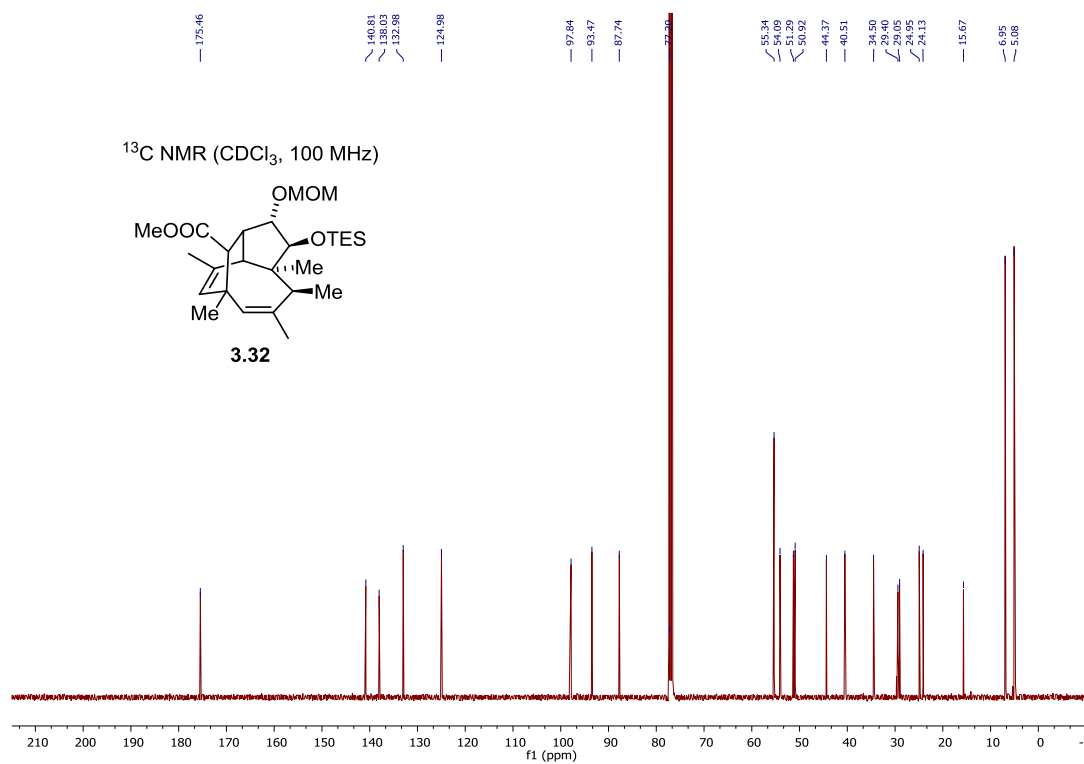 175.46
140.81
138.03
132.98
124.98
97.84
93.47
87.74
77.20
55.34
54.09
51.29
50.92
44.37
40.51
34.50
29.40
29.05
24.95
24.13
15.67
6.95
5.08
¹³C NMR (CDCl₃, 100 MHz)
OMOM
MeOOC
OTES
Me
Me
Me
3.32
210 200 190 180 170 160 150 140 130 120 110 100 90 80 70 60 50 40 30 20 10 0
f1 (ppm)